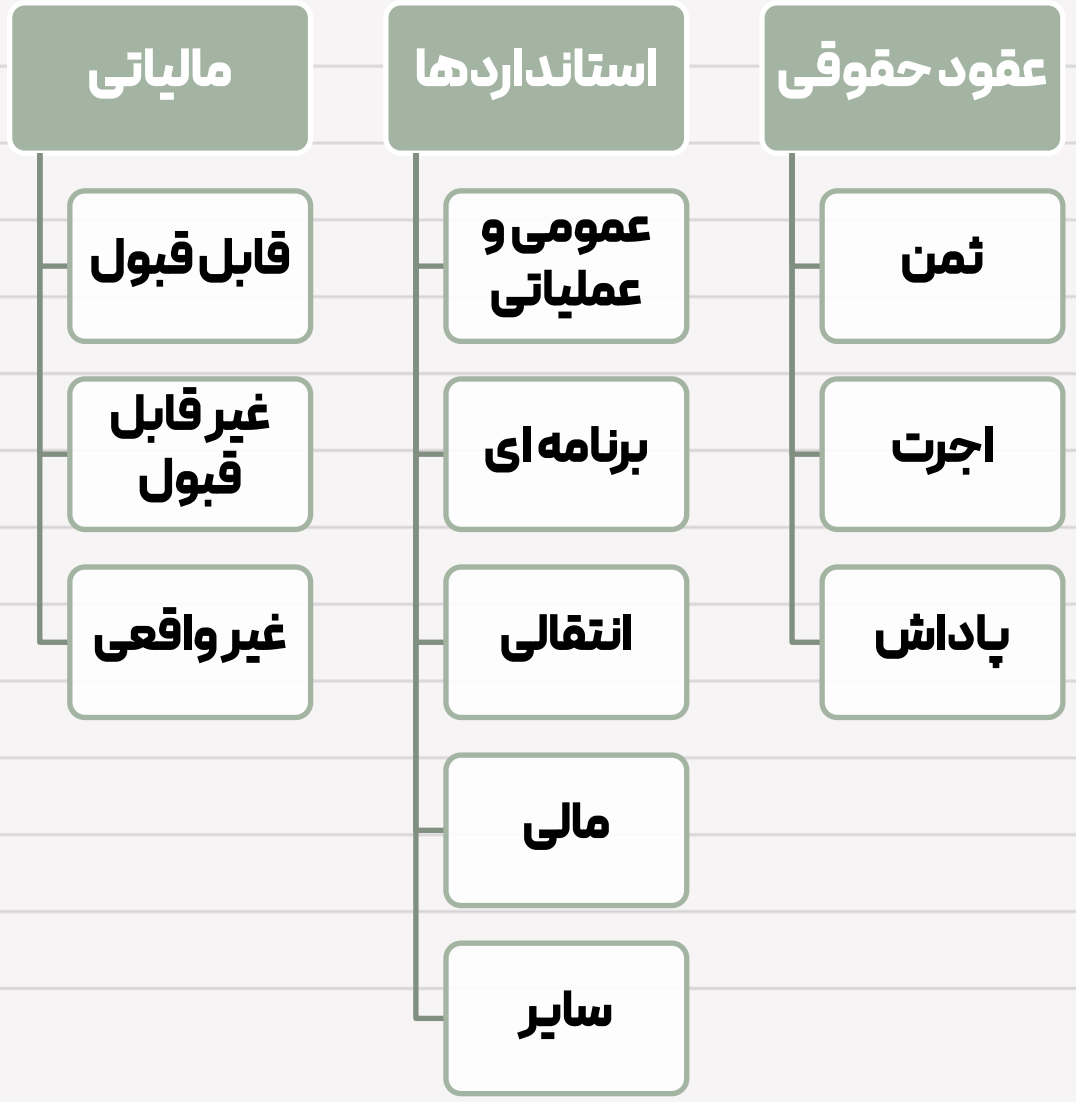 عقود حقوقی
ثمن
اجرت
پاداش
استانداردها
عمومی و
عملیاتی
برنامه ای
انتقالی
مالی
سایر
مالیاتی
قابل قبول
غیر قابل
قبول
غیر واقعی